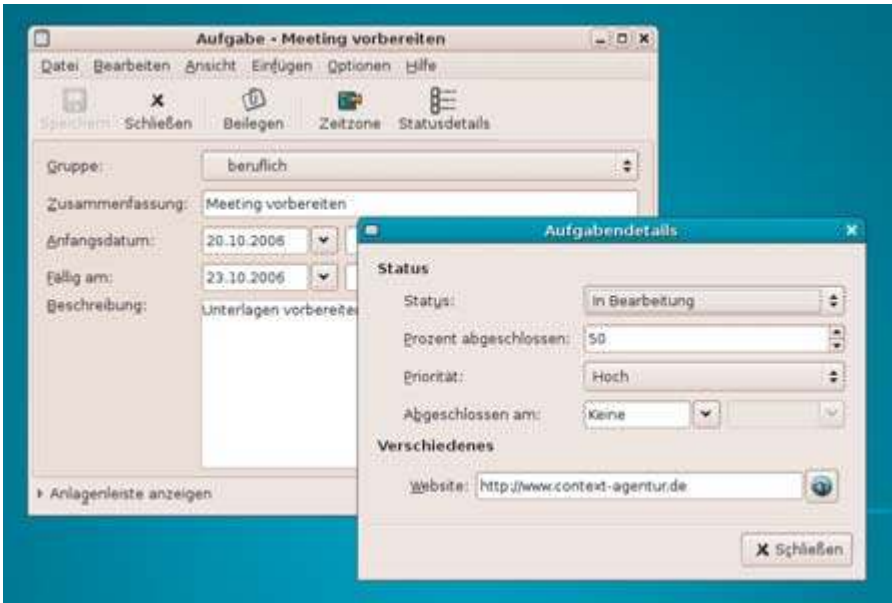 Aufgabe - Meeting vorbereiten
Datei Bearbeiten Ansicht Einfügen Optionen Hilfe
Speichern Schließen Beilegen Zeitzone Statusdetails
Gruppe: beruflich
Zusammenfassung: Meeting vorbereiten
Anfangsdatum: 20.10.2006
Fällig am: 23.10.2006
Beschreibung: Unterlagen vorbereiten
Anlagenleiste anzeigen
Aufgabendetails
Status
Status: In Bearbeitung
Prozent abgeschlossen: 50
Priorität: Hoch
Abgeschlossen am: Keine
Verschiedenes
Website: http://www.context-agentur.de
Schließen